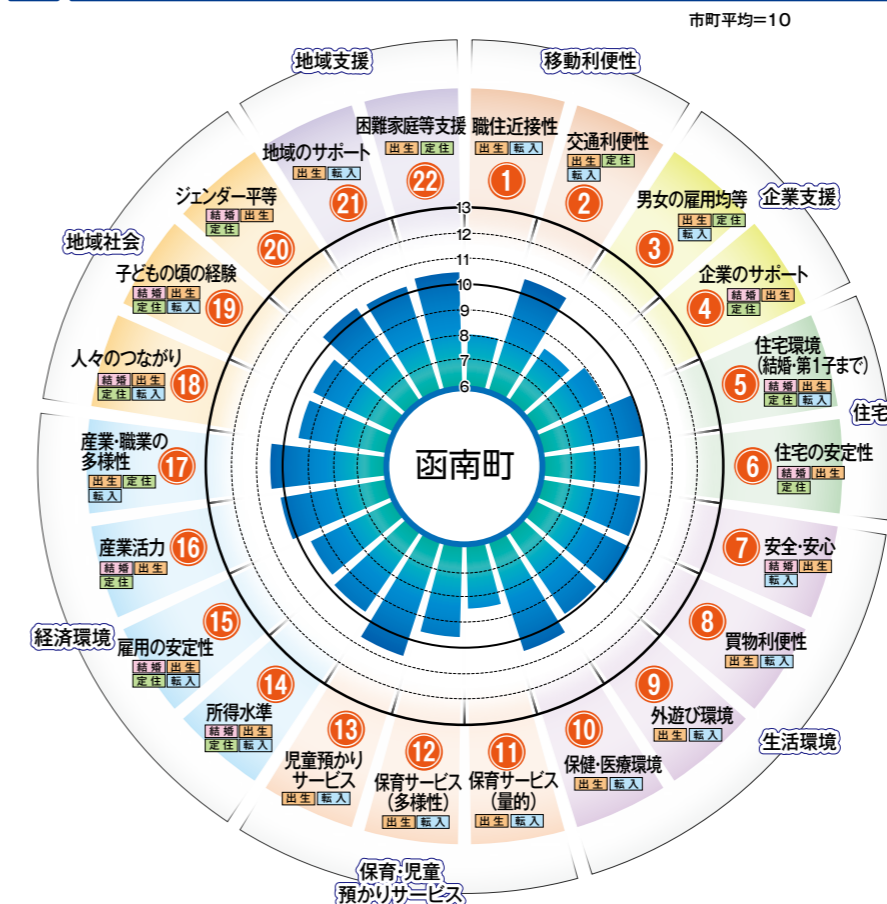 市町平均=10
地域支援
移動利便性
企業支援
住宅
生活環境
保育・児童
預かりサービス
経済環境
地域社会
職住近接性
出生 転入
1
交通利便性
出生 定住
転入
2
男女の雇用均等
出生 定住
転入
3
企業のサポート
結婚 出生
定住
4
住宅環境
(結婚・第1子まで)
結婚 出生
定住 転入
5
住宅の安定性
結婚 出生
定住
6
安全・安心
結婚 出生
転入
7
買物利便性
出生 転入
8
外遊び環境
出生 転入
9
保健・医療環境
出生 転入
10
保育サービス
(量的)
出生 転入
11
保育サービス
(多様性)
出生 転入
12
児童預かり
サービス
出生 転入
13
所得水準
結婚 出生
定住 転入
14
雇用の安定性
結婚 出生
定住 転入
15
産業活力
結婚 出生
定住
16
産業・職業の
多様性
出生 定住
転入
17
人々のつながり
結婚 出生
定住 転入
18
子どもの頃の経験
結婚 出生
定住 転入
19
ジェンダー平等
結婚 出生
定住
20
地域のサポート
出生 転入
21
困難家庭等支援
出生 定住
22
13
12
11
10
9
8
7
6
函南町